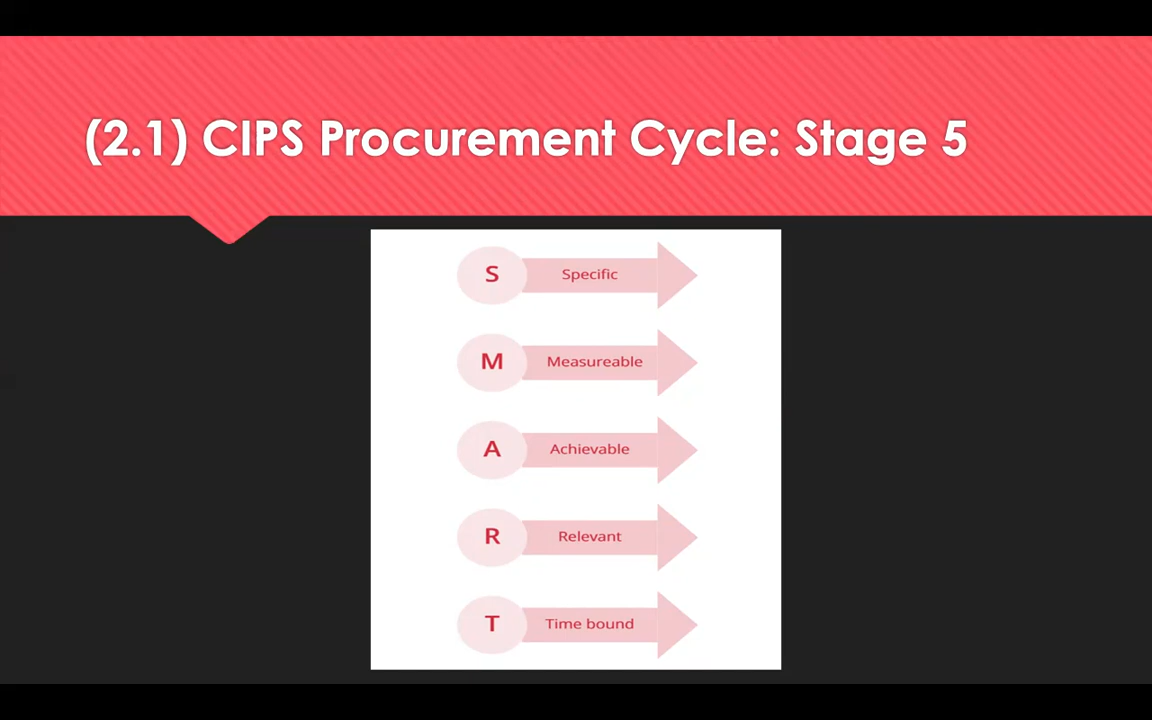 (2.1) CIPS Procurement Cycle: Stage 5
S Specific
M Measureable
A Achievable
R Relevant
T Time bound